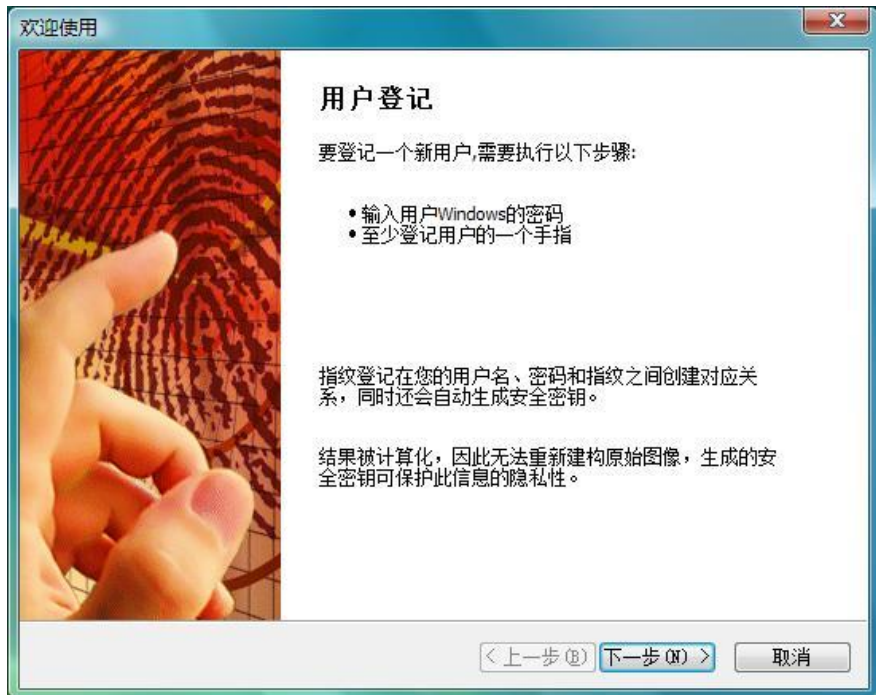 欢迎使用
用户登记
要登记一个新用户,需要执行以下步骤:
•输入用户Windows的密码
•至少登记用户的一个手指
指纹登记在您的用户名、密码和指纹之间创建对应关
系，同时还会自动生成安全密钥。
结果被计算化，因此无法重新建构原始图像，生成的安
全密钥可保护此信息的隐私性。
< 上一步(B) 下一步(N) > 取消